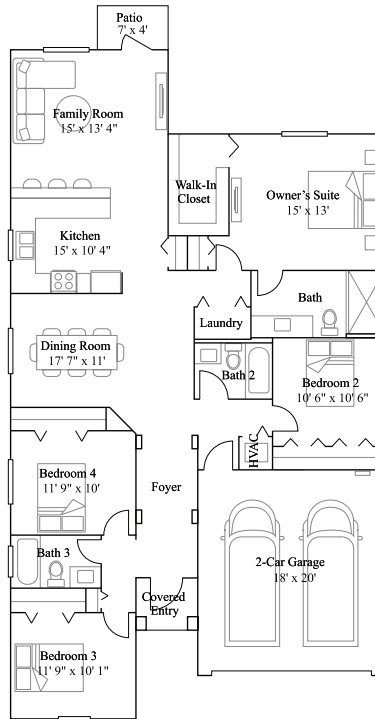 Patio
7' x 4'
Family Room
15' x 13' 4"
Walk-In
Closet
Owner's Suite
15' x 13'
Kitchen
15' x 10' 4"
Bath
Laundry
Dining Room
17' 7" x 11'
Bath 2
Bedroom 2
10' 6" x 10' 6"
HVAC
Bedroom 4
11' 9" x 10'
Foyer
Bath 3
2-Car Garage
18' x 20'
Covered
Entry
Bedroom 3
11' 9" x 10' 1"